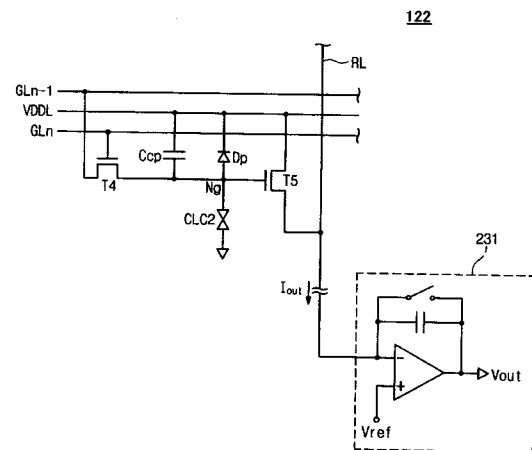 122
RL
GLn-1
VDDL
GLn
Ccp
Dp
T4
Ng
T5
CLC2
231
Iout
Vout
Vref